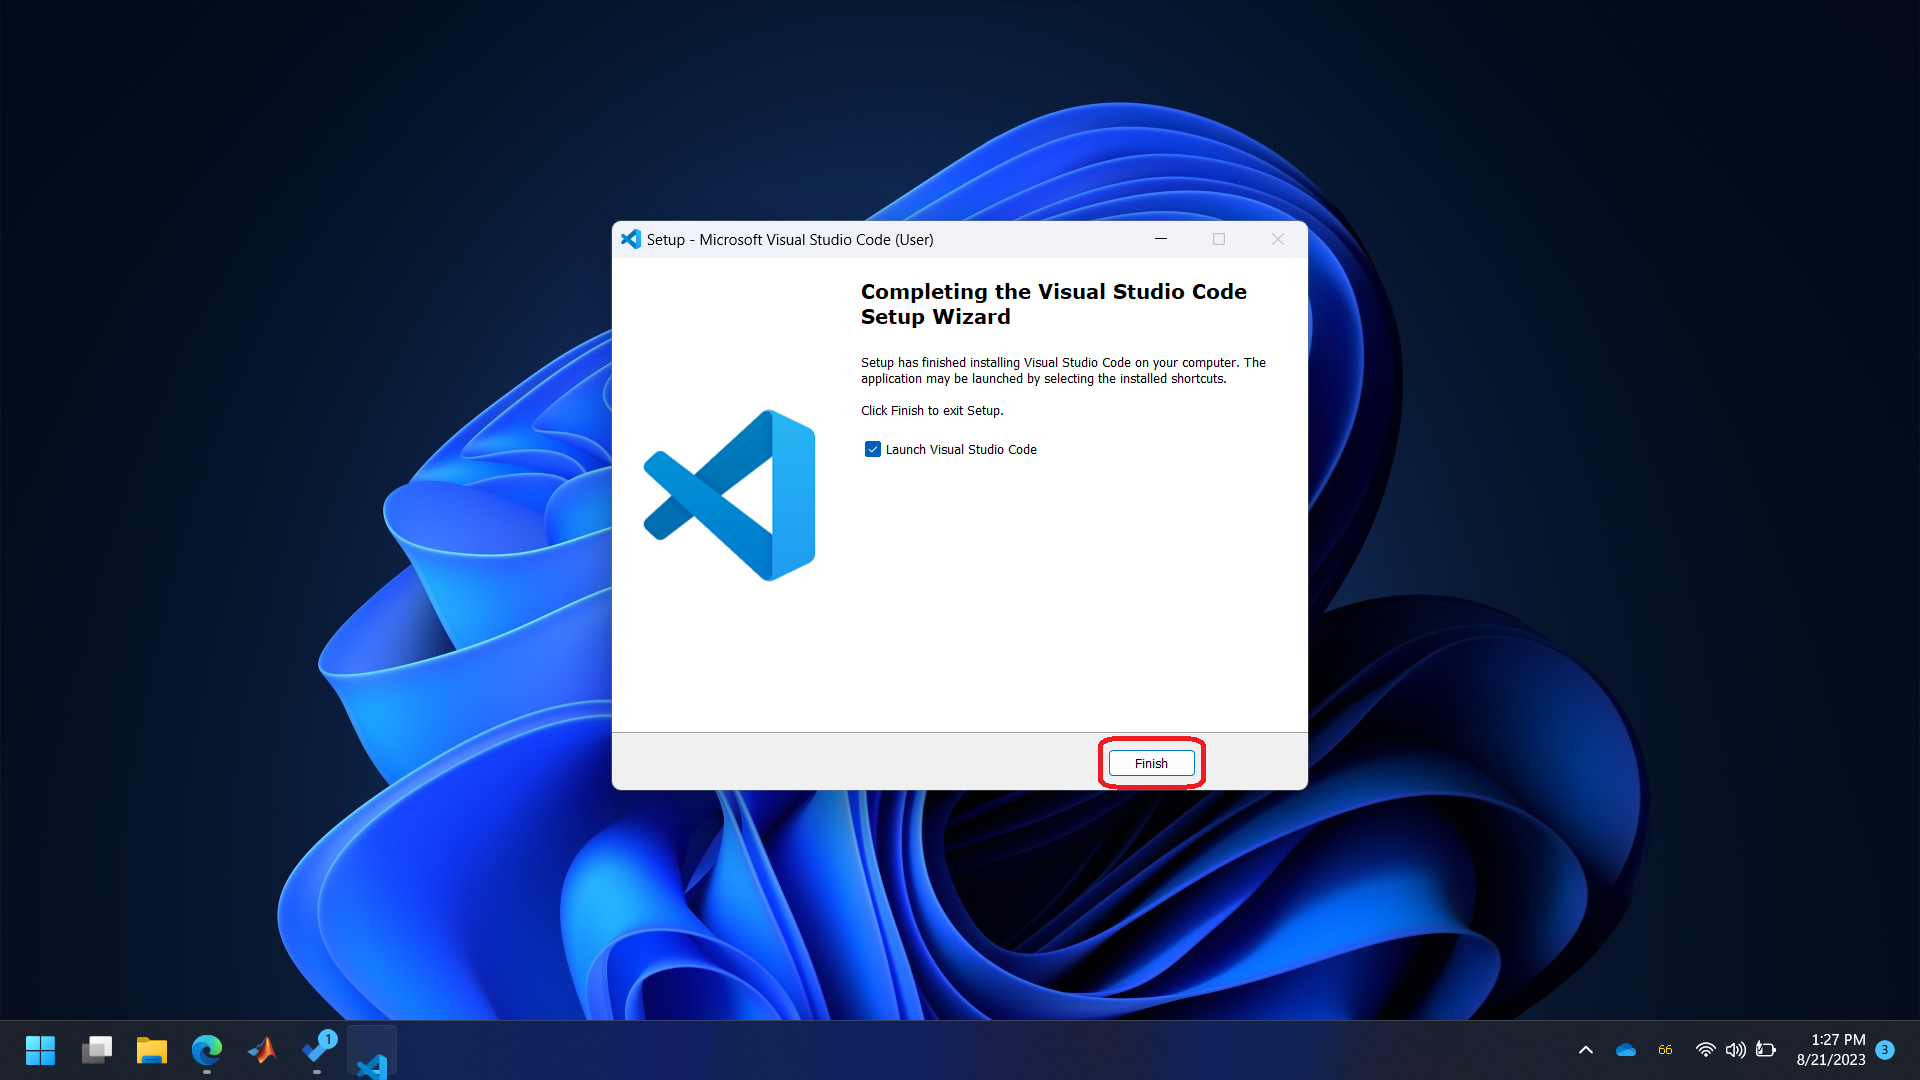 Setup - Microsoft Visual Studio Code (User)
Completing the Visual Studio Code
Setup Wizard
Setup has finished installing Visual Studio Code on your computer. The
application may be launched by selecting the installed shortcuts.
Click Finish to exit Setup.
Launch Visual Studio Code
Finish
1
66
1:27 PM
8/21/2023
3